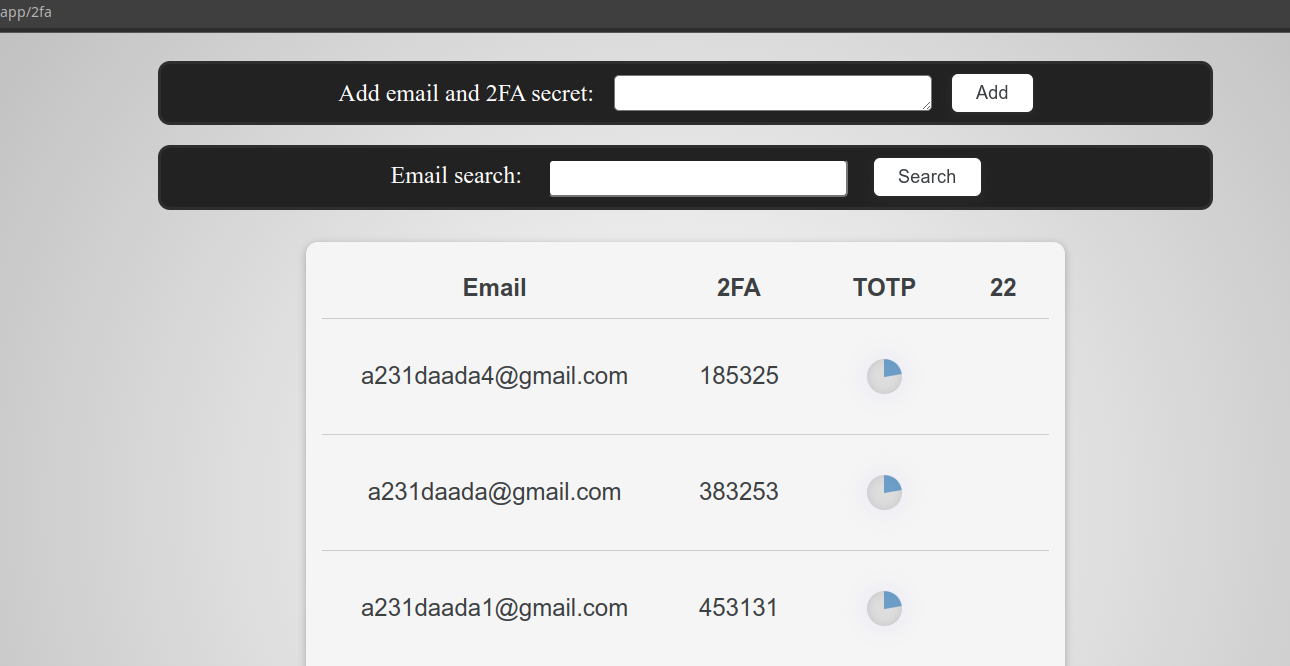 app/2fa
Add email and 2FA secret: Add
Email search: Search
Email 2FA TOTP 22
a231daada4@gmail.com 185325
a231daada@gmail.com 383253
a231daada1@gmail.com 453131